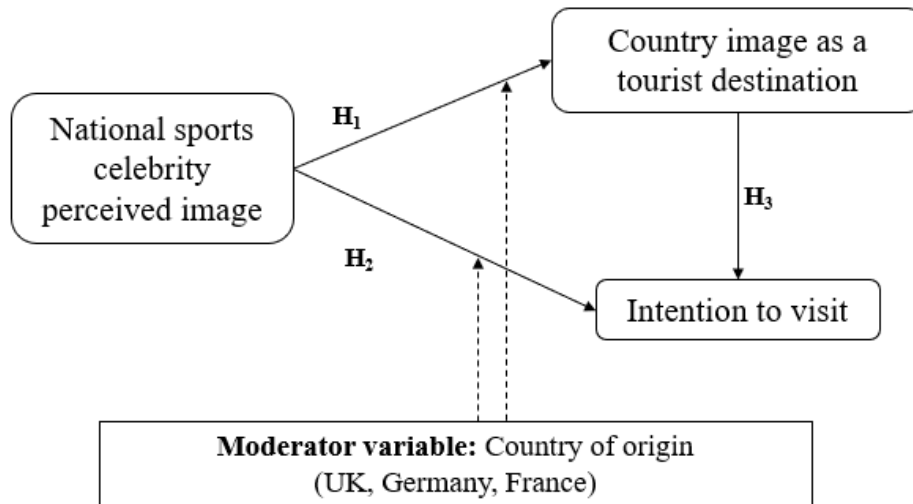 Country image as a
tourist destination
National sports
celebrity
perceived image
H₁
H₂
H₃
Intention to visit
Moderator variable: Country of origin
(UK, Germany, France)